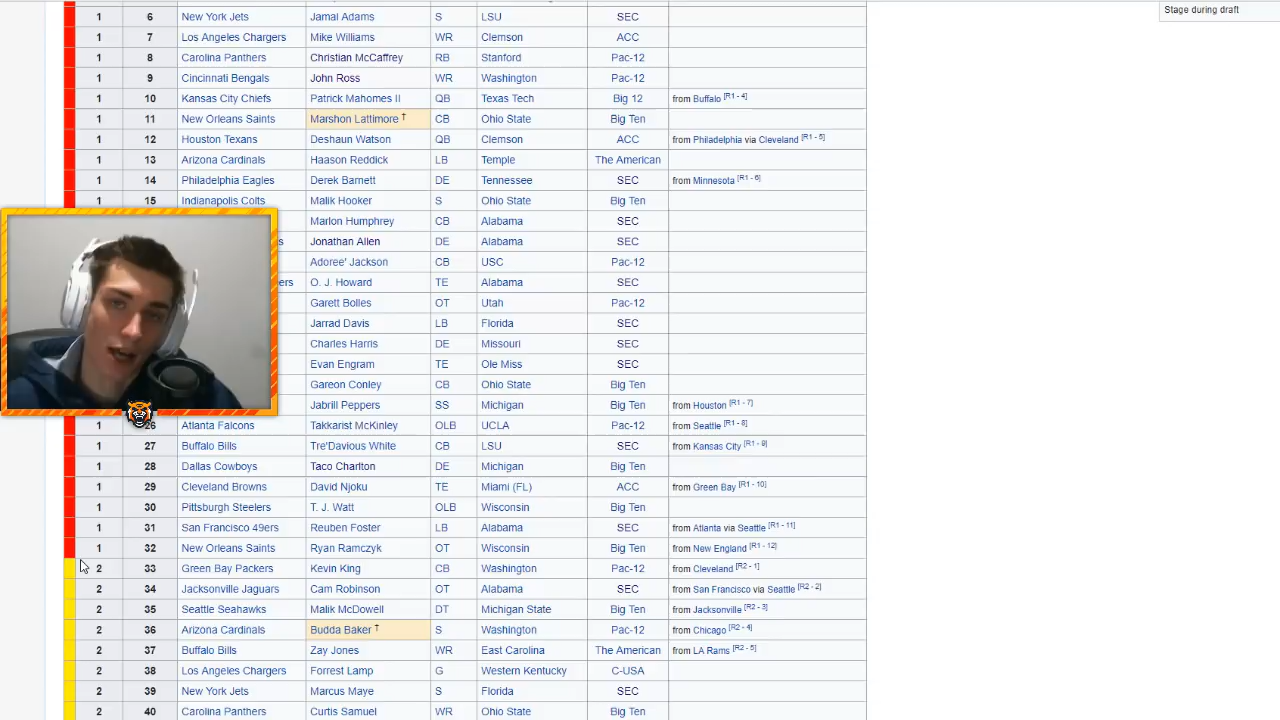 Stage during draft
1 6 New York Jets Jamal Adams S LSU SEC
1 7 Los Angeles Chargers Mike Williams WR Clemson ACC
1 8 Carolina Panthers Christian McCaffrey RB Stanford Pac-12
1 9 Cincinnati Bengals John Ross WR Washington Pac-12
1 10 Kansas City Chiefs Patrick Mahomes II QB Texas Tech Big 12 from Buffalo [R1 - 4]
1 11 New Orleans Saints Marshon Lattimore † CB Ohio State Big Ten
1 12 Houston Texans Deshaun Watson QB Clemson ACC from Philadelphia via Cleveland [R1 - 5]
1 13 Arizona Cardinals Haason Reddick LB Temple The American
1 14 Philadelphia Eagles Derek Barnett DE Tennessee SEC from Minnesota [R1 - 6]
1 15 Indianapolis Colts Malik Hooker S Ohio State Big Ten
Marlon Humphrey CB Alabama SEC
s Jonathan Allen DE Alabama SEC
Adoree' Jackson CB USC Pac-12
ers O. J. Howard TE Alabama SEC
Garett Bolles OT Utah Pac-12
Jarrad Davis LB Florida SEC
Charles Harris DE Missouri SEC
Evan Engram TE Ole Miss SEC
Gareon Conley CB Ohio State Big Ten
Jabrill Peppers SS Michigan Big Ten from Houston [R1 - 7]
1 26 Atlanta Falcons Takkarist McKinley OLB UCLA Pac-12 from Seattle [R1 - 8]
1 27 Buffalo Bills Tre'Davious White CB LSU SEC from Kansas City [R1 - 9]
1 28 Dallas Cowboys Taco Charlton DE Michigan Big Ten
1 29 Cleveland Browns David Njoku TE Miami (FL) ACC from Green Bay [R1 - 10]
1 30 Pittsburgh Steelers T. J. Watt OLB Wisconsin Big Ten
1 31 San Francisco 49ers Reuben Foster LB Alabama SEC from Atlanta via Seattle [R1 - 11]
1 32 New Orleans Saints Ryan Ramczyk OT Wisconsin Big Ten from New England [R1 - 12]
2 33 Green Bay Packers Kevin King CB Washington Pac-12 from Cleveland [R2 - 1]
2 34 Jacksonville Jaguars Cam Robinson OT Alabama SEC from San Francisco via Seattle [R2 - 2]
2 35 Seattle Seahawks Malik McDowell DT Michigan State Big Ten from Jacksonville [R2 - 3]
2 36 Arizona Cardinals Budda Baker † S Washington Pac-12 from Chicago [R2 - 4]
2 37 Buffalo Bills Zay Jones WR East Carolina The American from LA Rams [R2 - 5]
2 38 Los Angeles Chargers Forrest Lamp G Western Kentucky C-USA
2 39 New York Jets Marcus Maye S Florida SEC
2 40 Carolina Panthers Curtis Samuel WR Ohio State Big Ten